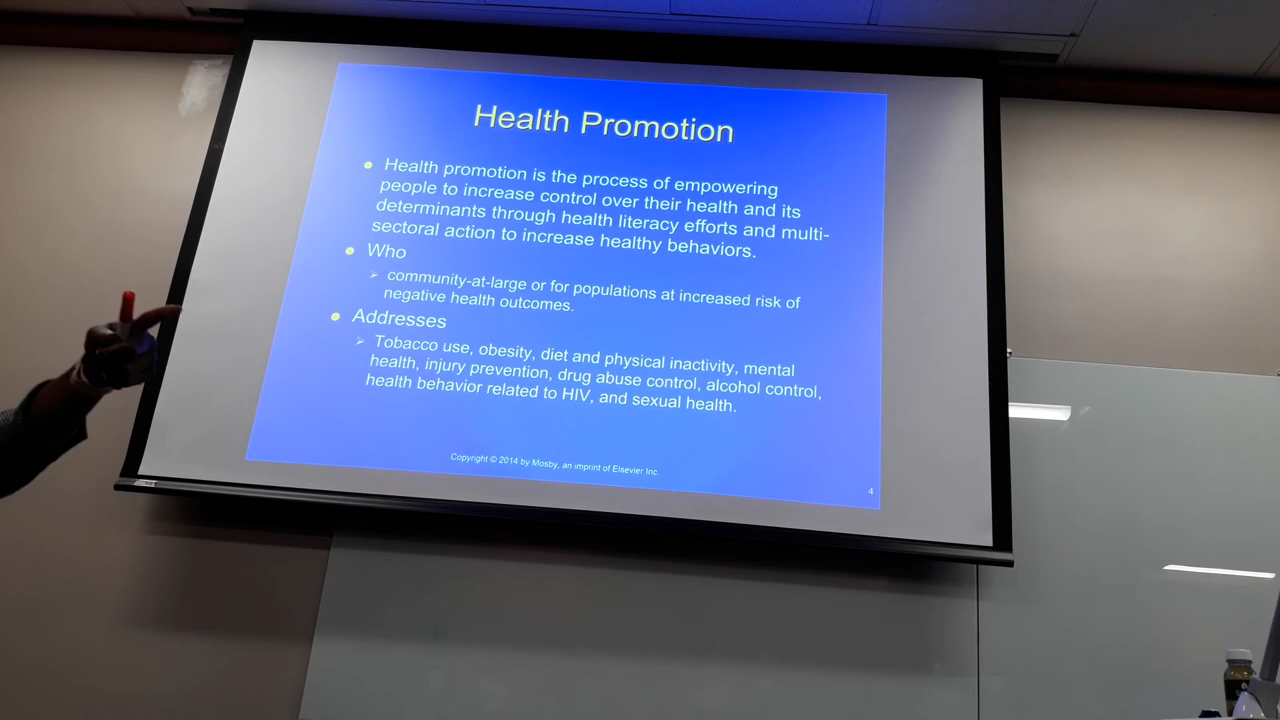 Health Promotion
• Health promotion is the process of empowering
people to increase control over their health and its
determinants through health literacy efforts and multi-
sectoral action to increase healthy behaviors.
• Who
➢ community-at-large or for populations at increased risk of
negative health outcomes.
• Addresses
➢ Tobacco use, obesity, diet and physical inactivity, mental
health, injury prevention, drug abuse control, alcohol control,
health behavior related to HIV, and sexual health.
Copyright © 2014 by Mosby, an imprint of Elsevier Inc.
4